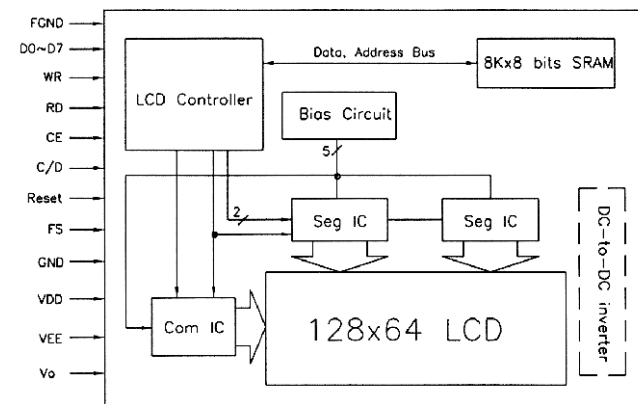 FGND
D0~D7
WR
RD
CE
C/D
Reset
FS
GND
VDD
VEE
Vo
LCD Controller
Data, Address Bus
8Kx8 bits SRAM
Bias Circuit
5
2
Seg IC
Seg IC
Com IC
128x64 LCD
DC-to-DC inverter